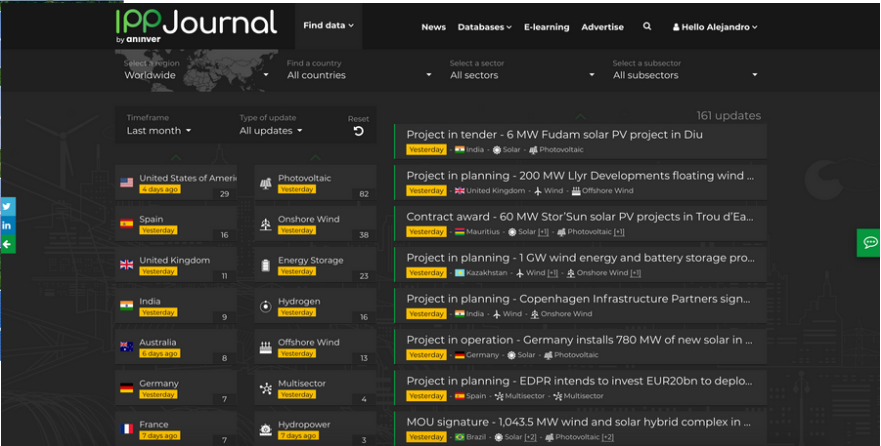 IPPJournal
by aninver
Find data
News
Databases
E-learning
Advertise
Hello Alejandro
Select a region
Worldwide
Find a country
All countries
Select a sector
All sectors
Select a subsector
All subsectors
Timeframe
Last month
Type of update
All updates
Reset
161 updates
United States of Ameri
4 days ago
29
Spain
Yesterday
16
United Kingdom
Yesterday
11
India
Yesterday
9
Australia
6 days ago
8
Germany
Yesterday
7
France
7 days ago
7
Photovoltaic
Yesterday
82
Onshore Wind
Yesterday
38
Energy Storage
Yesterday
23
Hydrogen
Yesterday
16
Offshore Wind
Yesterday
13
Multisector
Yesterday
4
Hydropower
7 days ago
3
Project in tender - 6 MW Fudam solar PV project in Diu
Yesterday - India - Solar - Photovoltaic
Project in planning - 200 MW Llyr Developments floating wind ...
Yesterday - United Kingdom - Wind - Offshore Wind
Contract award - 60 MW Stor'Sun solar PV projects in Trou d'Ea...
Yesterday - Mauritius - Solar [+1] - Photovoltaic [+1]
Project in planning - 1 GW wind energy and battery storage pro...
Yesterday - Kazakhstan - Wind [+1] - Onshore Wind [+1]
Project in planning - Copenhagen Infrastructure Partners sign...
Yesterday - India - Wind - Onshore Wind
Project in operation - Germany installs 780 MW of new solar in ...
Yesterday - Germany - Solar - Photovoltaic
Project in planning - EDPR intends to invest EUR20bn to deplo...
Yesterday - Spain - Multisector - Multisector
MOU signature - 1,043.5 MW wind and solar hybrid complex in ...
Yesterday - Brazil - Solar [+2] - Photovoltaic [+2]